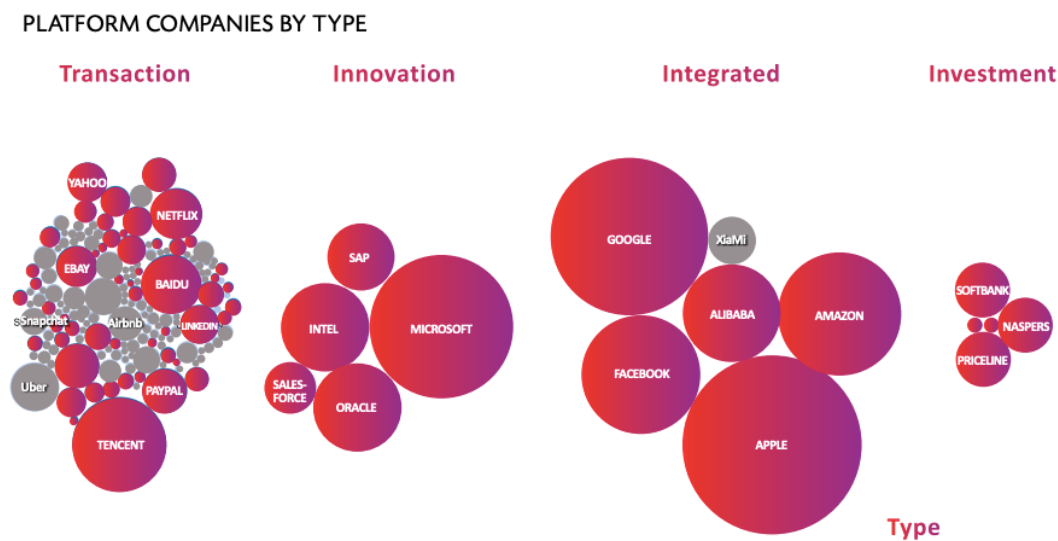 PLATFORM COMPANIES BY TYPE
Transaction
Innovation
Integrated
Investment
YAHOO
NETFLIX
EBAY
BAIDU
sSnapchat
Airbnb
LINKEDIN
Uber
PAYPAL
TENCENT
SAP
INTEL
MICROSOFT
SALES-
FORCE
ORACLE
GOOGLE
XiaMi
ALIBABA
AMAZON
FACEBOOK
APPLE
SOFTBANK
NASPERS
PRICELINE
Type